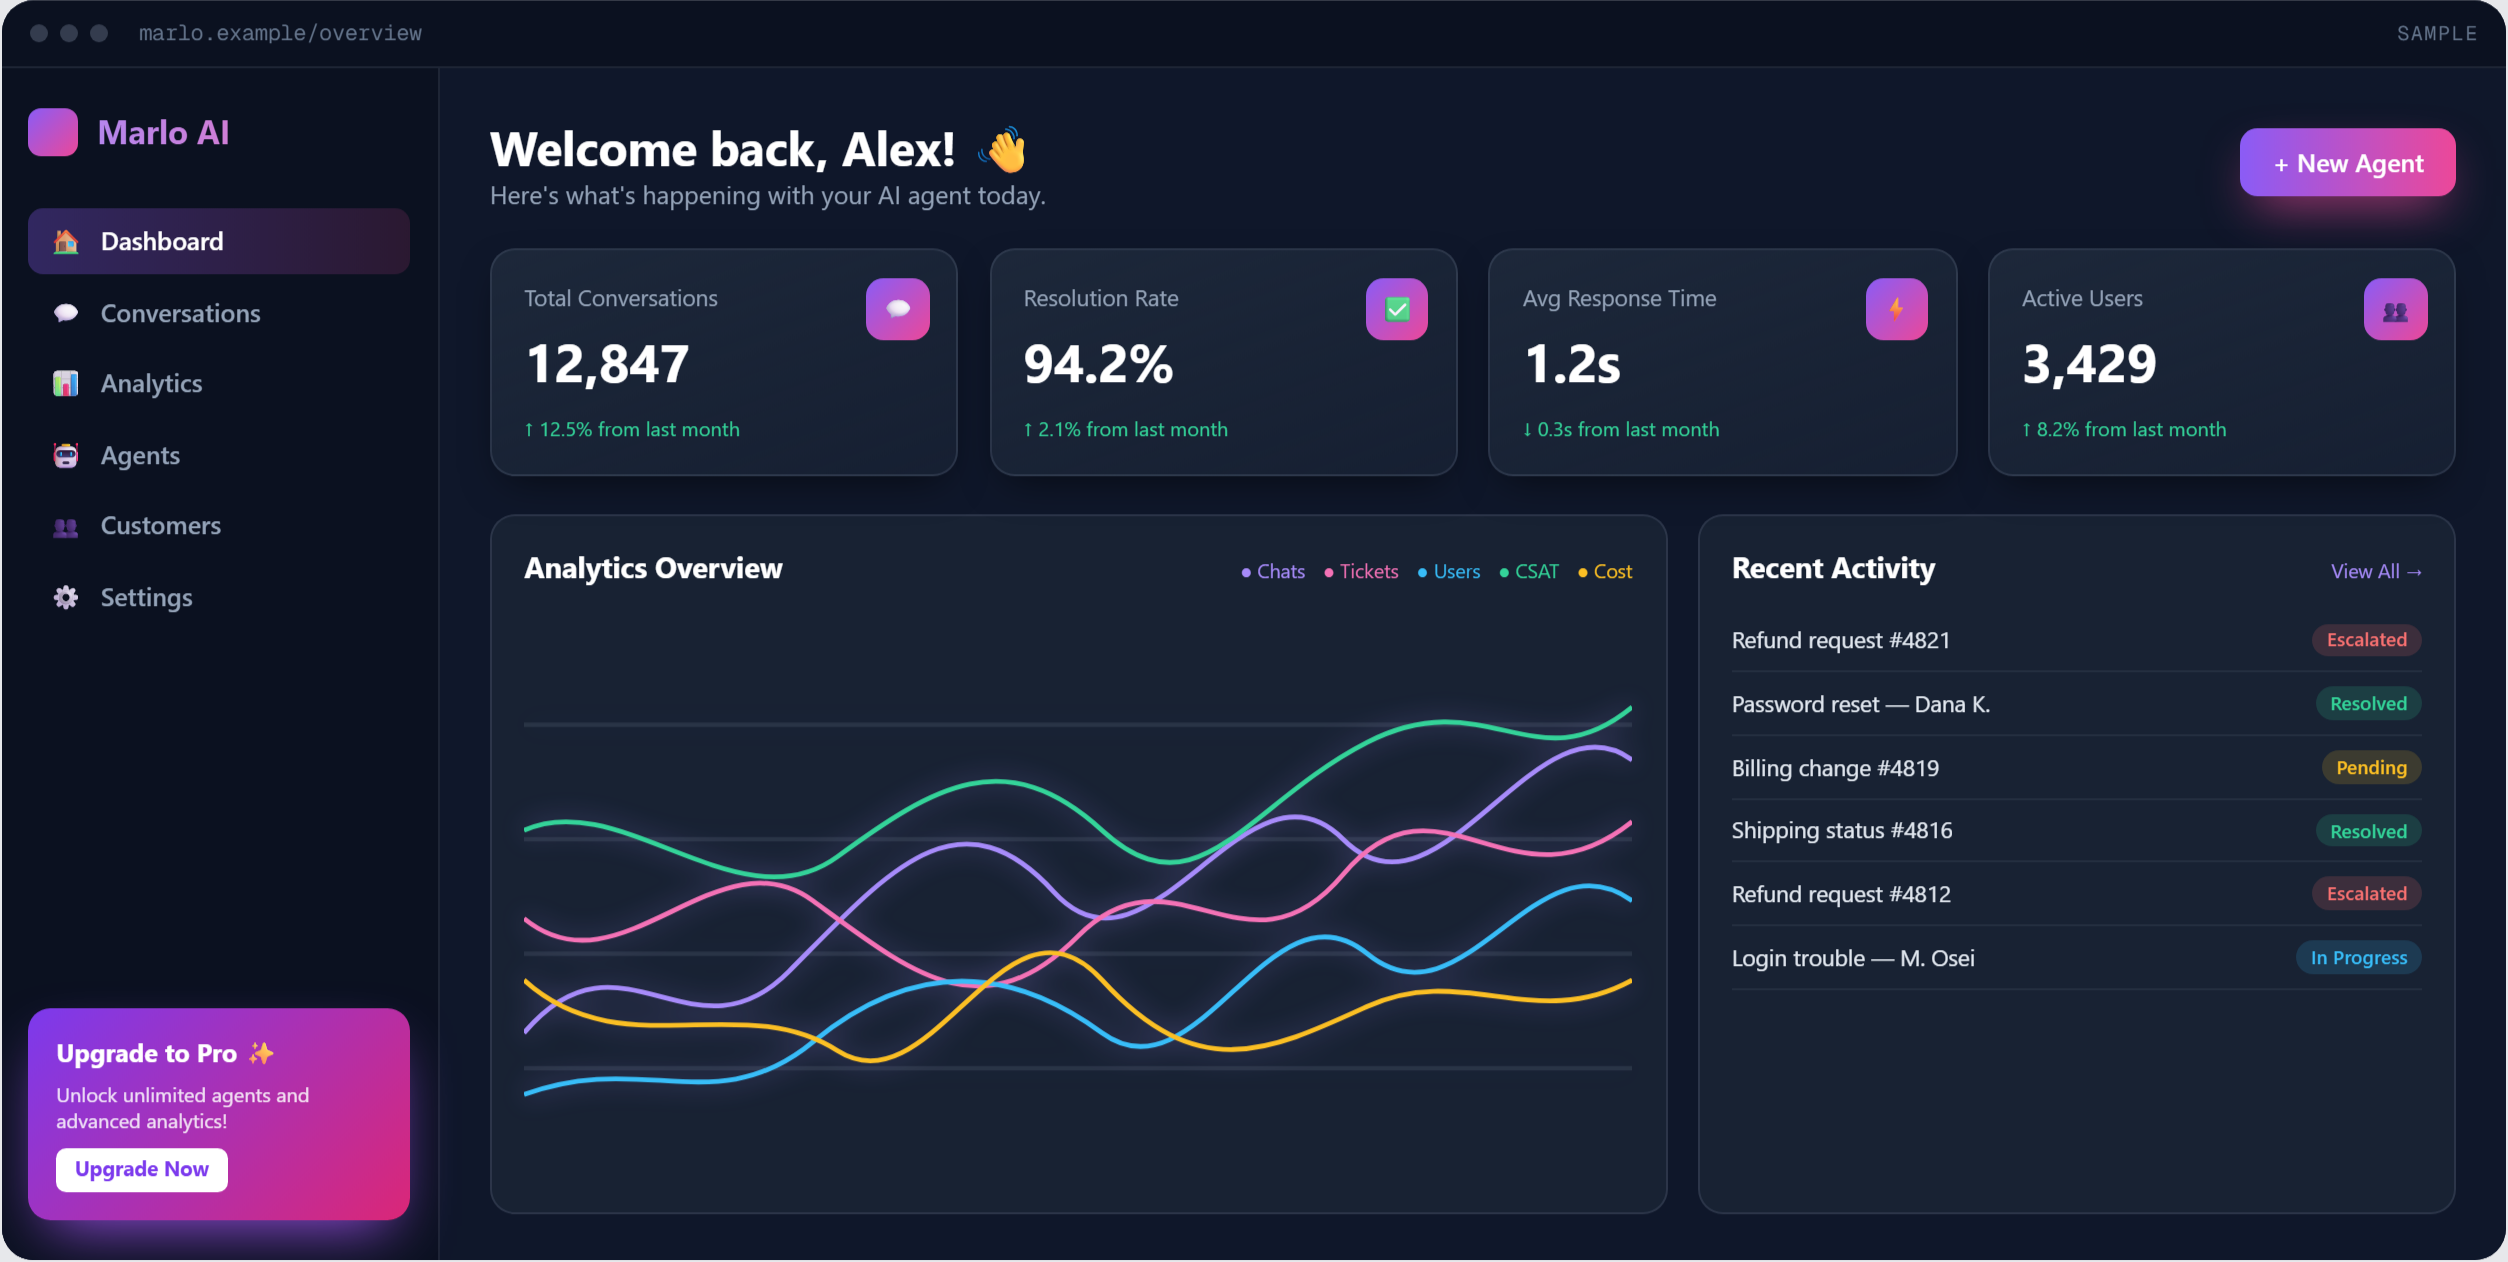 marlo.example/overview
SAMPLE
Marlo AI
Dashboard
Conversations
Analytics
Agents
Customers
Settings
Upgrade to Pro ✨
Unlock unlimited agents and
advanced analytics!
Upgrade Now
Welcome back, Alex! 👋
Here's what's happening with your AI agent today.
+ New Agent
Total Conversations
12,847
↑ 12.5% from last month
Resolution Rate
94.2%
↑ 2.1% from last month
Avg Response Time
1.2s
↓ 0.3s from last month
Active Users
3,429
↑ 8.2% from last month
Analytics Overview
Chats Tickets Users CSAT Cost
Recent Activity
View All →
Refund request #4821 Escalated
Password reset — Dana K. Resolved
Billing change #4819 Pending
Shipping status #4816 Resolved
Refund request #4812 Escalated
Login trouble — M. Osei In Progress